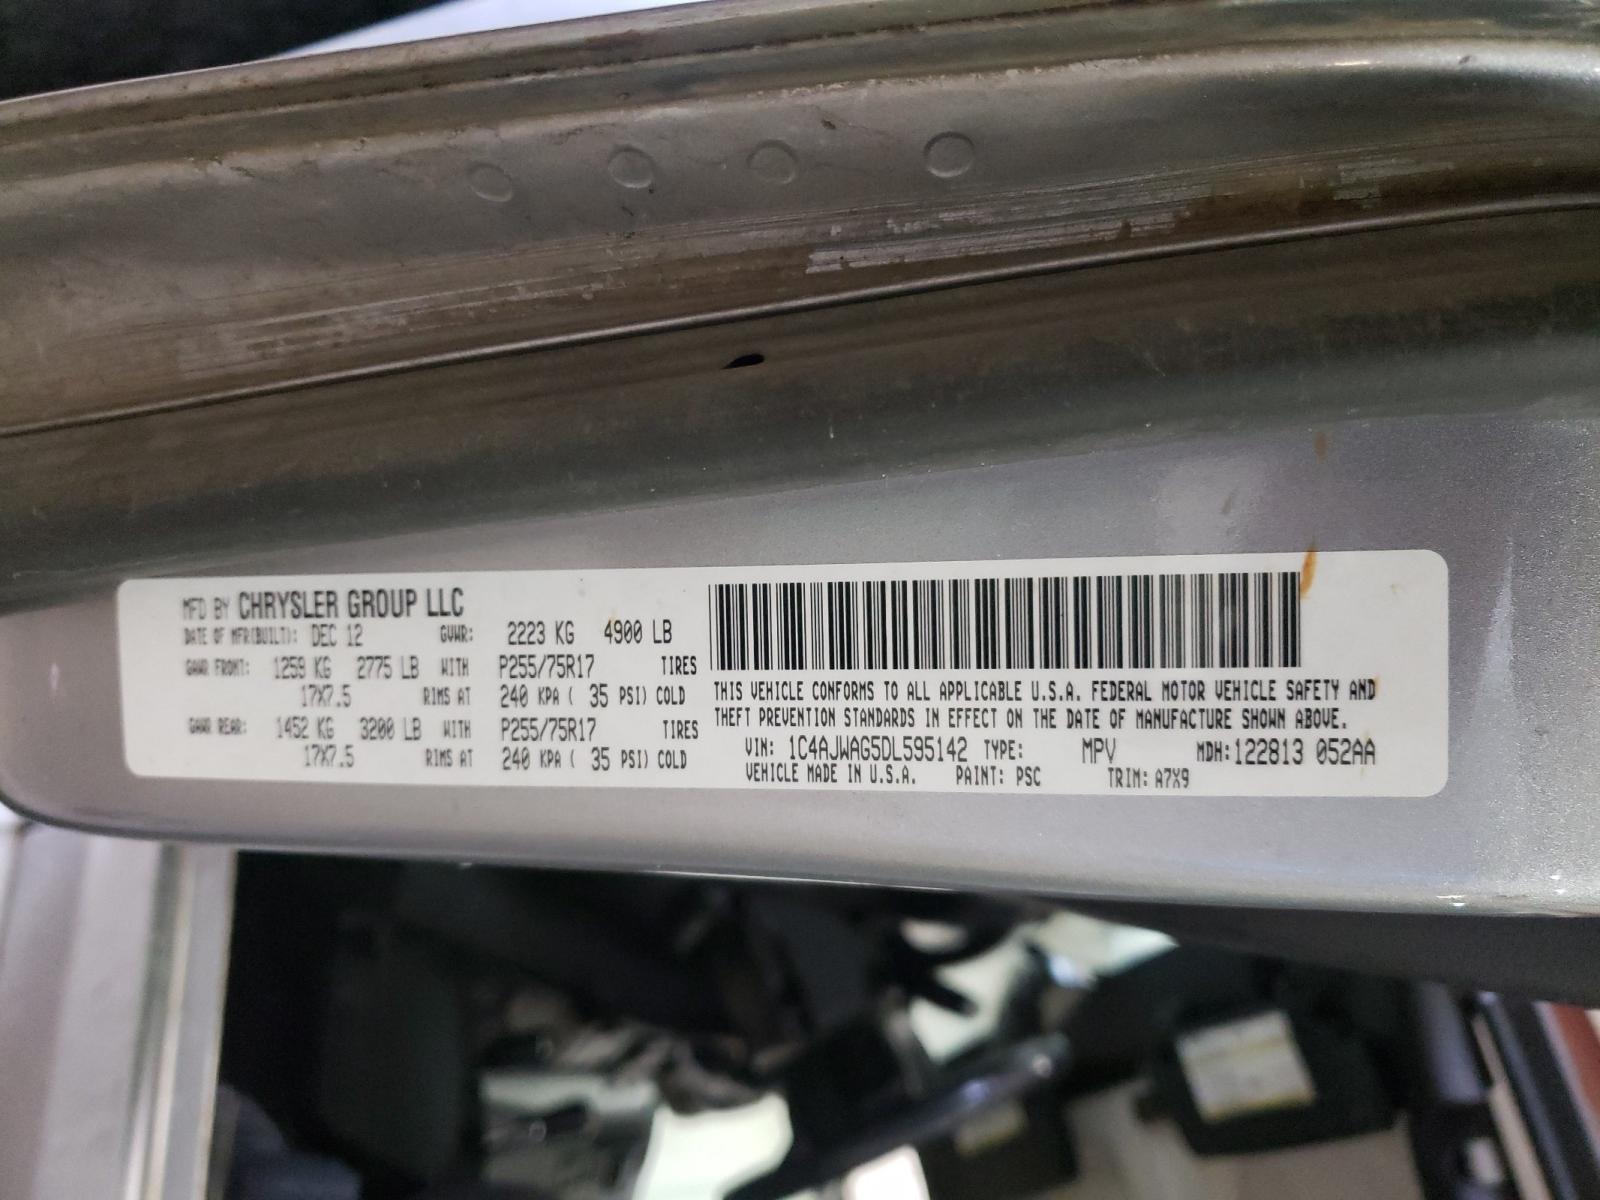 MFD BY CHRYSLER GROUP LLC
DATE OF MFR(BUILT): DEC 12 GVWR: 2223 KG 4900 LB
GAWR FRONT: 1259 KG 2775 LB WITH P255/75R17 TIRES
17X7.5 RIMS AT 240 KPA ( 35 PSI) COLD
GAWR REAR: 1452 KG 3200 LB WITH P255/75R17 TIRES
17X7.5 RIMS AT 240 KPA ( 35 PSI) COLD
THIS VEHICLE CONFORMS TO ALL APPLICABLE U.S.A. FEDERAL MOTOR VEHICLE SAFETY AND
THEFT PREVENTION STANDARDS IN EFFECT ON THE DATE OF MANUFACTURE SHOWN ABOVE.
VIN: 1C4AJWAG5DL595142 TYPE: MPV MDH:122813 052AA
VEHICLE MADE IN U.S.A. PAINT: PSC TRIM: A7X9